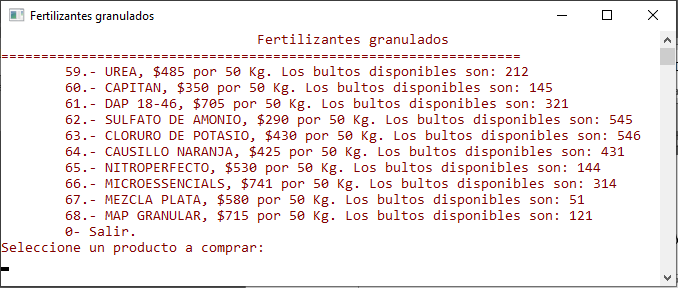 Fertilizantes granulados
Fertilizantes granulados
=================================================================
59.- UREA, $485 por 50 Kg. Los bultos disponibles son: 212
60.- CAPITAN, $350 por 50 Kg. Los bultos disponibles son: 145
61.- DAP 18-46, $705 por 50 Kg. Los bultos disponibles son: 321
62.- SULFATO DE AMONIO, $290 por 50 Kg. Los bultos disponibles son: 545
63.- CLORURO DE POTASIO, $430 por 50 Kg. Los bultos disponibles son: 546
64.- CAUSILLO NARANJA, $425 por 50 Kg. Los bultos disponibles son: 431
65.- NITROPERFECTO, $530 por 50 Kg. Los bultos disponibles son: 144
66.- MICROESSENCIALS, $741 por 50 Kg. Los bultos disponibles son: 314
67.- MEZCLA PLATA, $580 por 50 Kg. Los bultos disponibles son: 51
68.- MAP GRANULAR, $715 por 50 Kg. Los bultos disponibles son: 121
0- Salir.
Seleccione un producto a comprar: